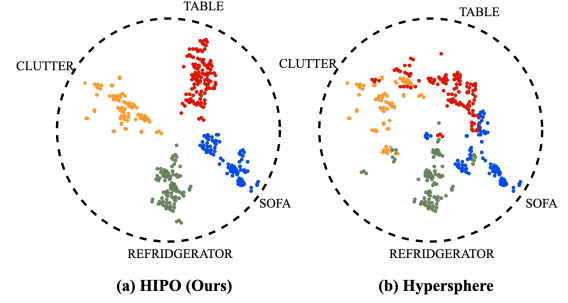 TABLE
CLUTTER
SOFA
REFRIDGERATOR
(a) HIPO (Ours)
TABLE
CLUTTER
SOFA
REFRIDGERATOR
(b) Hypersphere